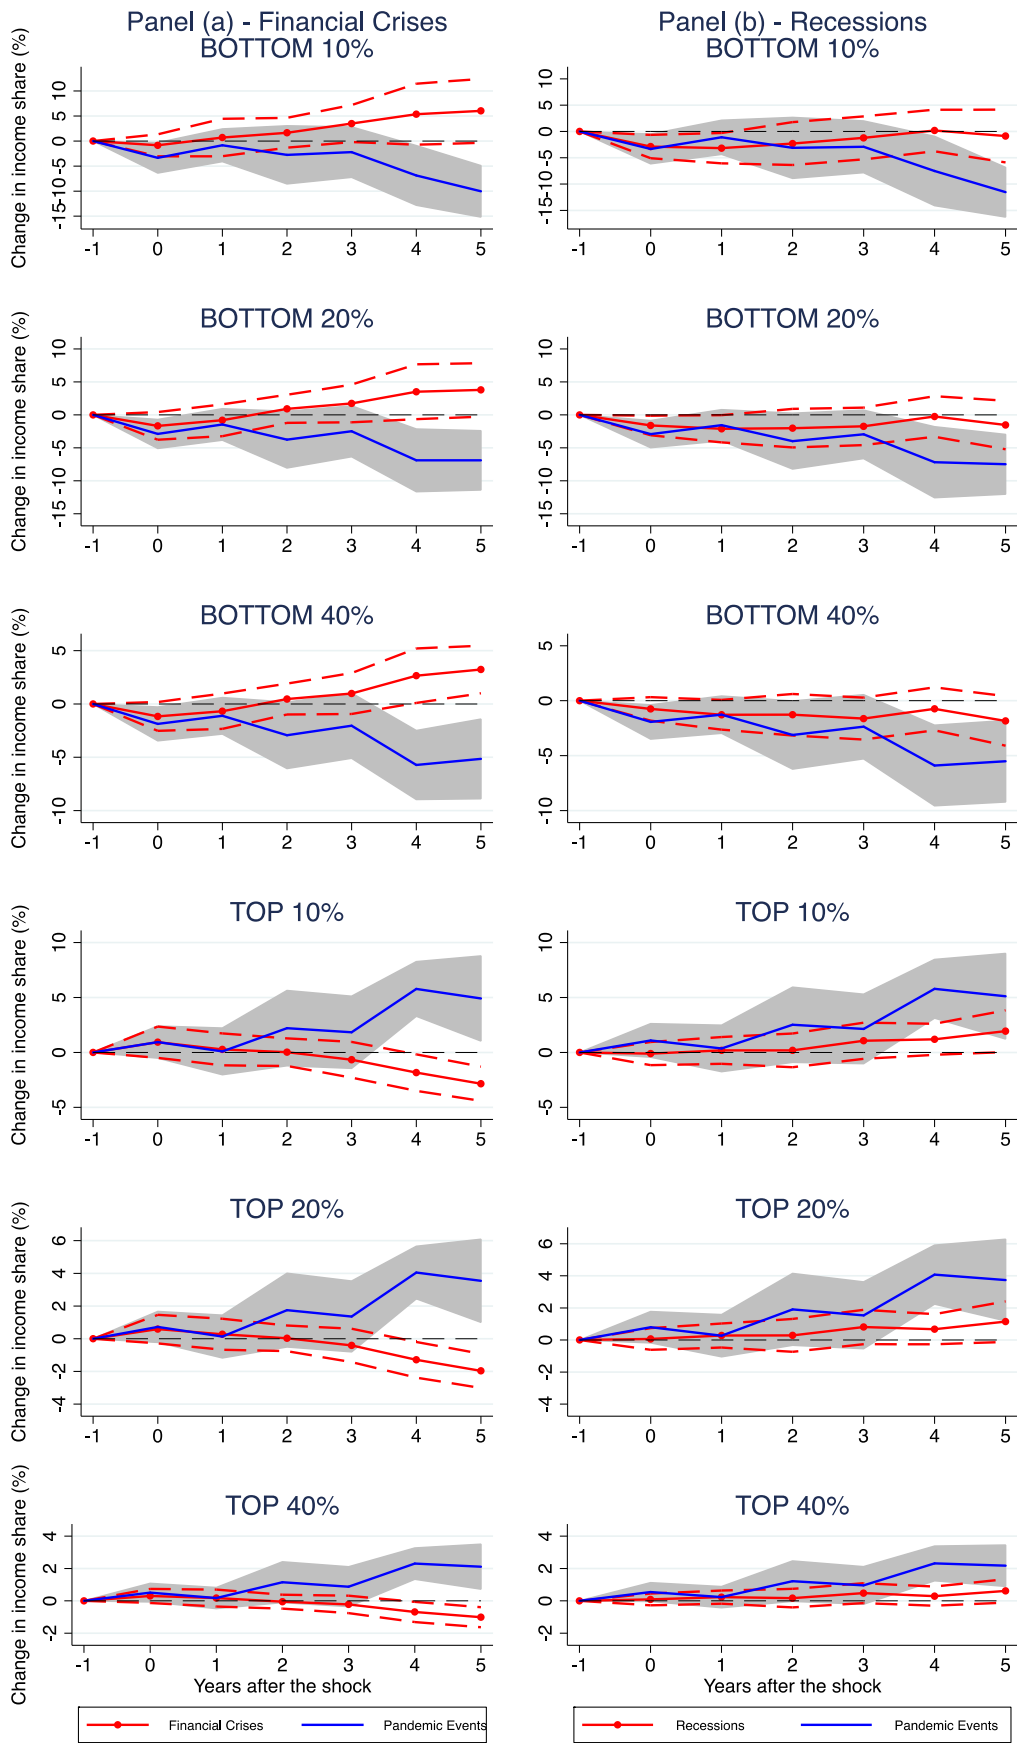 Panel (a) - Financial Crises
BOTTOM 10%
Change in income share (%)
10
5
0
-5
-10
-15
-1 0 1 2 3 4 5
Panel (b) - Recessions
BOTTOM 10%
10
5
0
-5
-10
-15
-1 0 1 2 3 4 5
BOTTOM 20%
Change in income share (%)
10
5
0
-5
-10
-15
-1 0 1 2 3 4 5
BOTTOM 20%
10
5
0
-5
-10
-15
-1 0 1 2 3 4 5
BOTTOM 40%
Change in income share (%)
5
0
-5
-10
-1 0 1 2 3 4 5
BOTTOM 40%
5
0
-5
-10
-1 0 1 2 3 4 5
TOP 10%
Change in income share (%)
10
5
0
-5
-1 0 1 2 3 4 5
TOP 10%
10
5
0
-5
-1 0 1 2 3 4 5
TOP 20%
Change in income share (%)
6
4
2
0
-2
-4
-1 0 1 2 3 4 5
TOP 20%
6
4
2
0
-2
-4
-1 0 1 2 3 4 5
TOP 40%
Change in income share (%)
4
2
0
-2
-1 0 1 2 3 4 5
Years after the shock
Financial Crises Pandemic Events
TOP 40%
4
2
0
-2
-1 0 1 2 3 4 5
Years after the shock
Recessions Pandemic Events